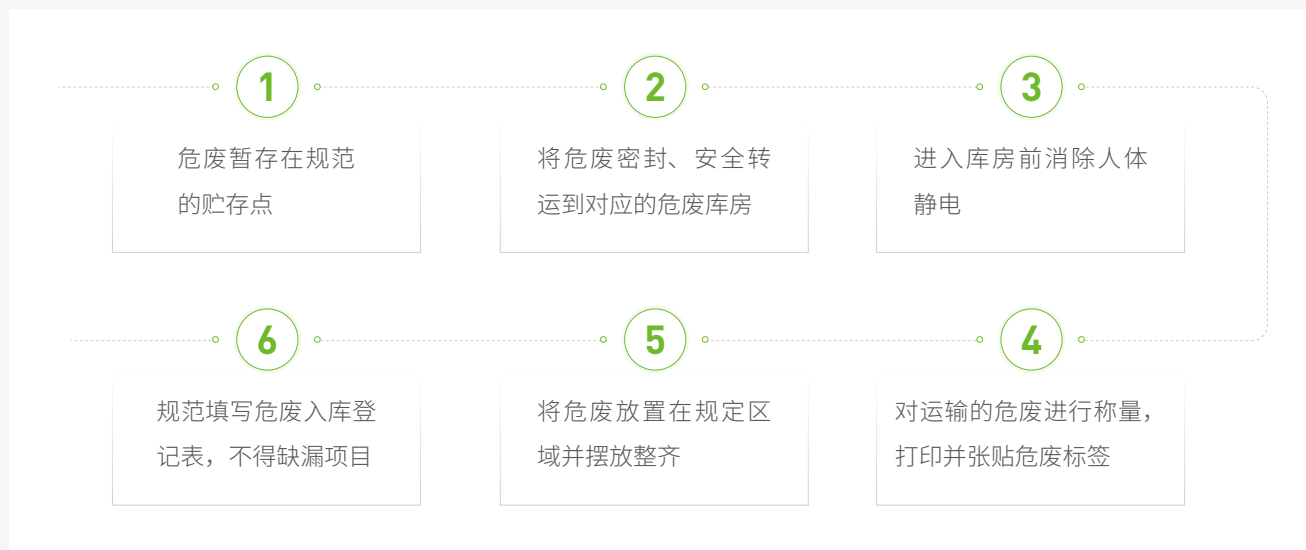 1
危废暂存在规范
的贮存点
2
将危废密封、安全转
运到对应的危废库房
3
进入库房前消除人体
静电
4
对运输的危废进行称量，
打印并张贴危废标签
5
将危废放置在规定区
域并摆放整齐
6
规范填写危废入库登
记表，不得缺漏项目